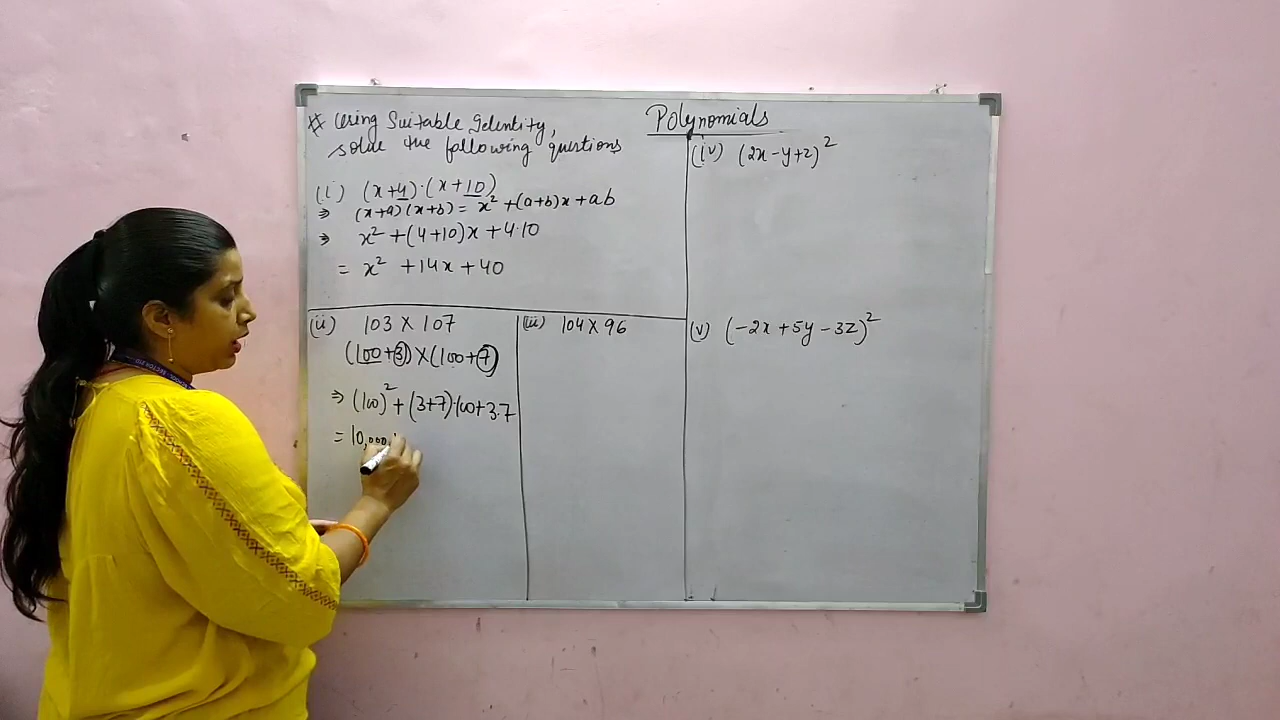 Polynomials
# Using Suitable Identity,
solve the following questions
(i) (x+4)·(x+10)
⇒ (x+a)(x+b) = x² +(a+b)x+ab
⇒ x² +(4+10)x +4·10
= x² +14x+40
(ii) 103 X 107
(100+3) X (100+7)
⇒ (100)² + (3+7)·100+3.7
= 10,000
(iii) 104 X 96
(iv) (2x-y+z)²
(v) (-2x+5y-3z)²